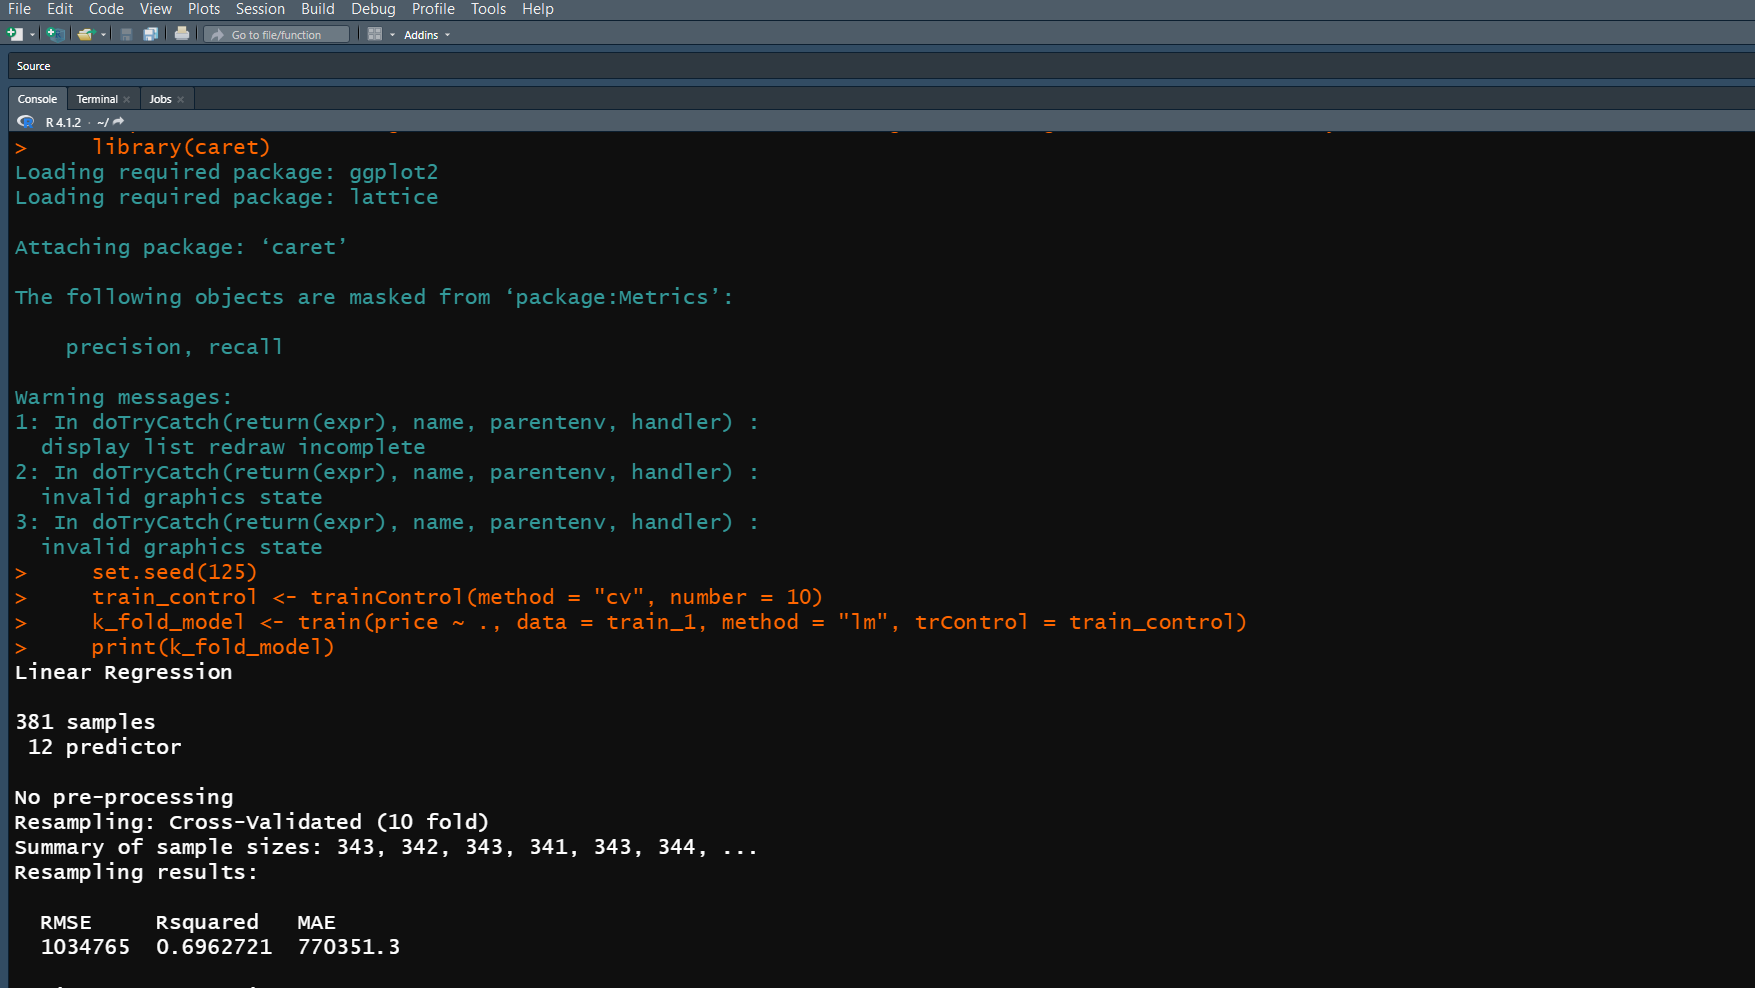 File Edit Code View Plots Session Build Debug Profile Tools Help
Go to file/function Addins
Source
Console Terminal Jobs
R 4.1.2 · ~/
> library(caret)
Loading required package: ggplot2
Loading required package: lattice
Attaching package: ‘caret’
The following objects are masked from ‘package:Metrics’:
precision, recall
Warning messages:
1: In doTryCatch(return(expr), name, parentenv, handler) :
display list redraw incomplete
2: In doTryCatch(return(expr), name, parentenv, handler) :
invalid graphics state
3: In doTryCatch(return(expr), name, parentenv, handler) :
invalid graphics state
> set.seed(125)
> train_control <- trainControl(method = "cv", number = 10)
> k_fold_model <- train(price ~ ., data = train_1, method = "lm", trControl = train_control)
> print(k_fold_model)
Linear Regression
381 samples
12 predictor
No pre-processing
Resampling: Cross-Validated (10 fold)
Summary of sample sizes: 343, 342, 343, 341, 343, 344, ...
Resampling results:
RMSE Rsquared MAE
1034765 0.6962721 770351.3